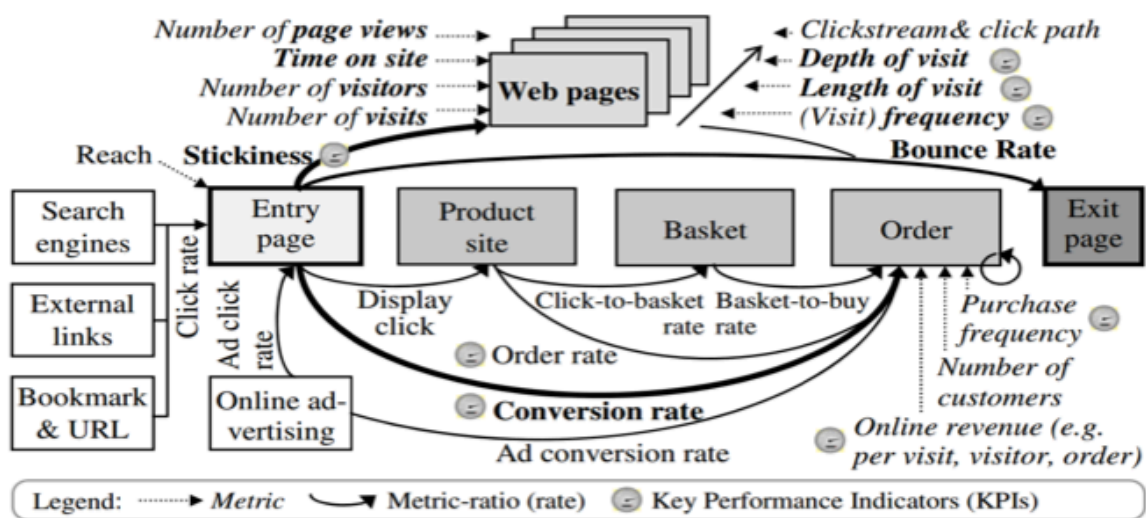 Number of page views
Time on site
Number of visitors
Number of visits
Web pages
Clickstream& click path
Depth of visit
Length of visit
(Visit) frequency
Reach
Stickiness
Bounce Rate
Search
engines
External
links
Bookmark
& URL
Click rate
Entry
page
Product
site
Basket
Order
Exit
page
Ad click
rate
Display
click
Click-to-basket
rate
Basket-to-buy
rate
Purchase
frequency
Order rate
Number of
customers
Online ad-
vertising
Conversion rate
Ad conversion rate
Online revenue (e.g.
per visit, visitor, order)
Legend:
Metric
Metric-ratio (rate)
Key Performance Indicators (KPIs)